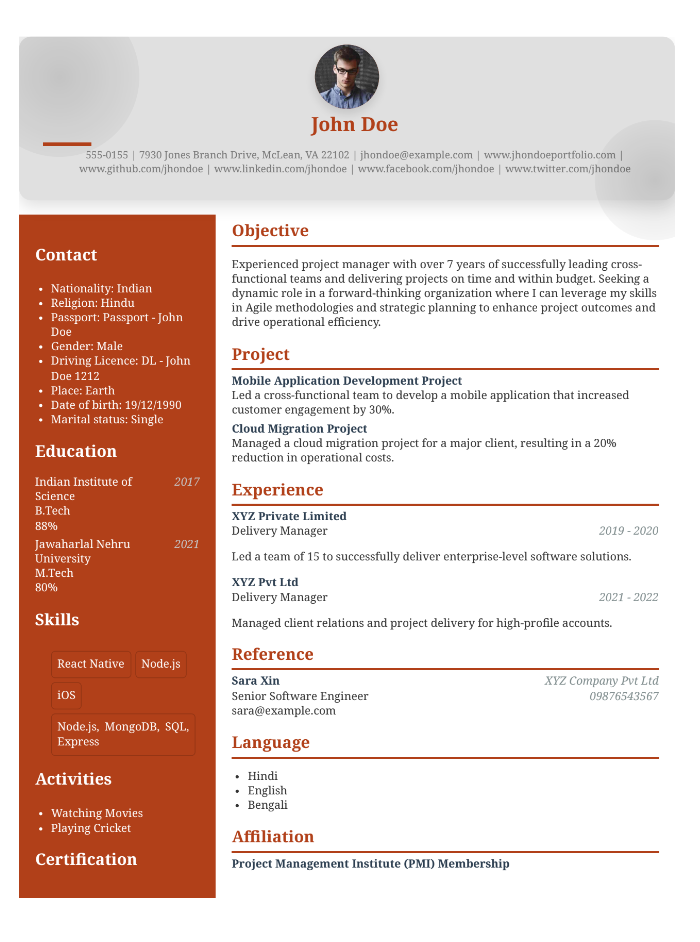 John Doe
555-0155 | 7930 Jones Branch Drive, McLean, VA 22102 | jhondoe@example.com | www.jhondoeportfolio.com |
www.github.com/jhondoe | www.linkedin.com/jhondoe | www.facebook.com/jhondoe | www.twitter.com/jhondoe
Contact
• Nationality: Indian
• Religion: Hindu
• Passport: Passport - John
Doe
• Gender: Male
• Driving Licence: DL - John
Doe 1212
• Place: Earth
• Date of birth: 19/12/1990
• Marital status: Single
Education
Indian Institute of 2017
Science
B.Tech
88%
Jawaharlal Nehru 2021
University
M.Tech
80%
Skills
React Native Node.js
iOS
Node.js, MongoDB, SQL,
Express
Activities
• Watching Movies
• Playing Cricket
Certification
Objective
Experienced project manager with over 7 years of successfully leading cross-
functional teams and delivering projects on time and within budget. Seeking a
dynamic role in a forward-thinking organization where I can leverage my skills
in Agile methodologies and strategic planning to enhance project outcomes and
drive operational efficiency.
Project
Mobile Application Development Project
Led a cross-functional team to develop a mobile application that increased
customer engagement by 30%.
Cloud Migration Project
Managed a cloud migration project for a major client, resulting in a 20%
reduction in operational costs.
Experience
XYZ Private Limited
Delivery Manager 2019 - 2020
Led a team of 15 to successfully deliver enterprise-level software solutions.
XYZ Pvt Ltd
Delivery Manager 2021 - 2022
Managed client relations and project delivery for high-profile accounts.
Reference
Sara Xin XYZ Company Pvt Ltd
Senior Software Engineer 09876543567
sara@example.com
Language
• Hindi
• English
• Bengali
Affiliation
Project Management Institute (PMI) Membership